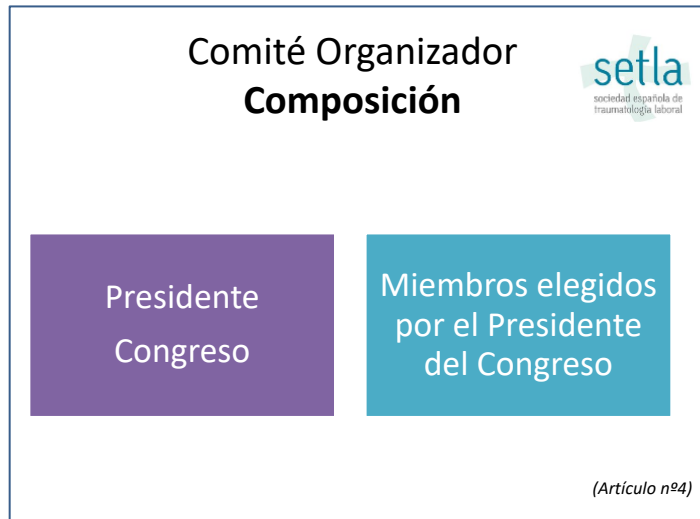 Comité Organizador
Composición
setla
sociedad española de
traumatología laboral
Presidente
Congreso
Miembros elegidos
por el Presidente
del Congreso
(Artículo nº4)